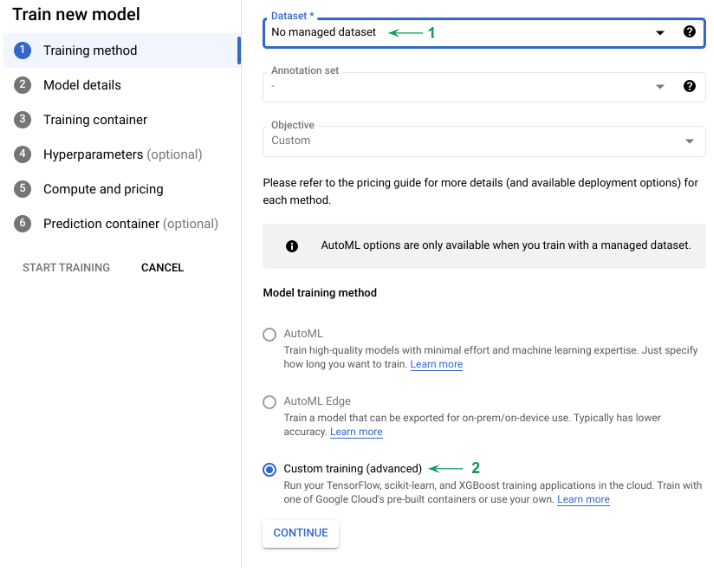 Train new model
1 Training method
2 Model details
3 Training container
4 Hyperparameters (optional)
5 Compute and pricing
6 Prediction container (optional)
START TRAINING CANCEL
Dataset *
No managed dataset 1
Annotation set
-
Objective
Custom
Please refer to the pricing guide for more details (and available deployment options) for
each method.
AutoML options are only available when you train with a managed dataset.
Model training method
AutoML
Train high-quality models with minimal effort and machine learning expertise. Just specify
how long you want to train. Learn more
AutoML Edge
Train a model that can be exported for on-prem/on-device use. Typically has lower
accuracy. Learn more
Custom training (advanced) 2
Run your TensorFlow, scikit-learn, and XGBoost training applications in the cloud. Train with
one of Google Cloud's pre-built containers or use your own. Learn more
CONTINUE